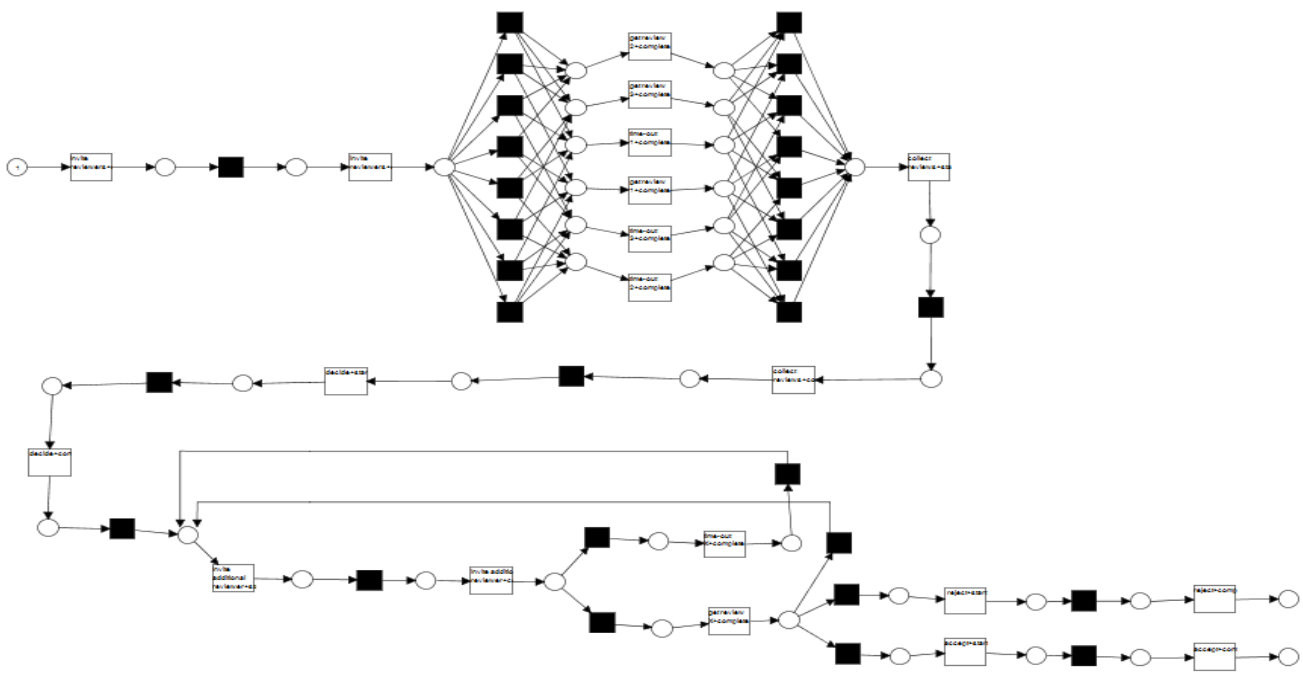 get review
2+complete
get review
3+complete
time-out
1+complete
invite
reviewers+
invite
reviewers+
collect
reviews+sta
get review
1+complete
time-out
3+complete
time-out
2+complete
decide+star
collect
reviews+co
decide+com
time-out
X+complete
invite
additional
reviewer+st
invite additio
reviewer+c
get review
X+complete
reject+start
reject+comp
accept+start
accept+com